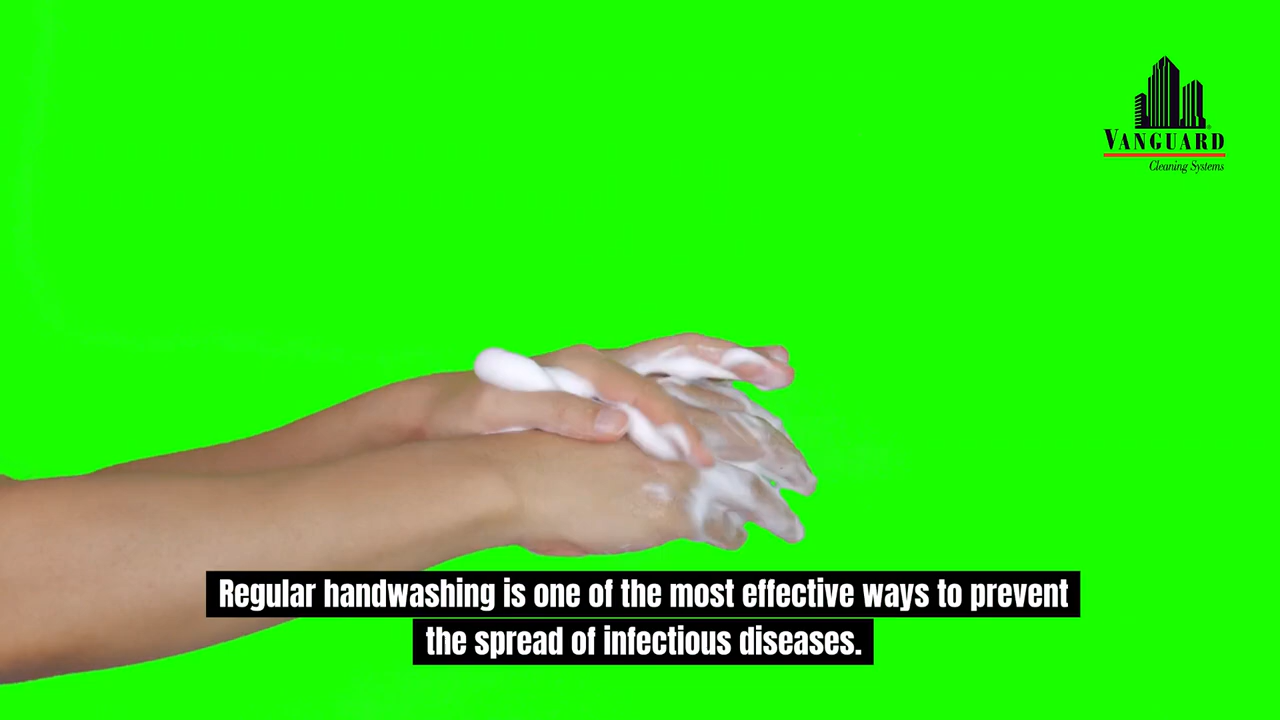 VANGUARD
Cleaning Systems
Regular handwashing is one of the most effective ways to prevent
the spread of infectious diseases.